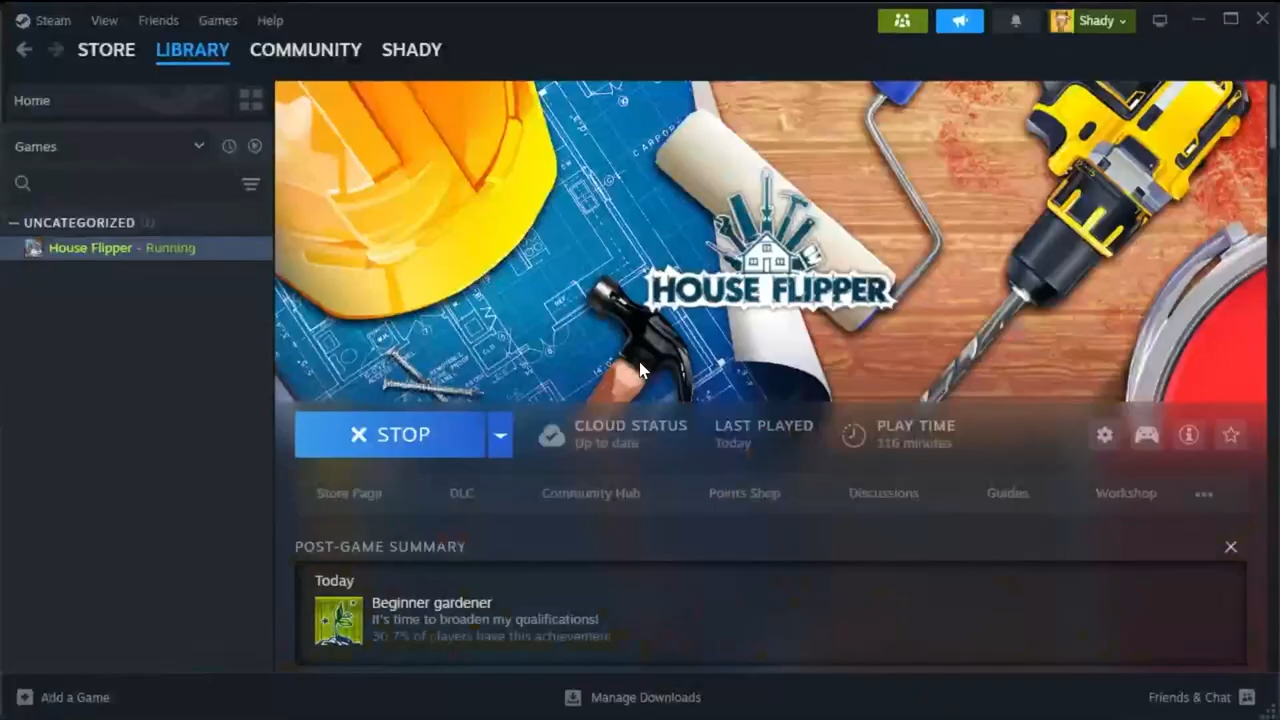 Steam View Friends Games Help Shady
STORE LIBRARY COMMUNITY SHADY
Home
Games
UNCATEGORIZED (1)
House Flipper - Running
CARPORT
HOUSE FLIPPER
STOP
CLOUD STATUS
Up to date
LAST PLAYED
Today
PLAY TIME
116 minutes
Store Page DLC Community Hub Points Shop Discussions Guides Workshop
POST-GAME SUMMARY
Today
Beginner gardener
It's time to broaden my qualifications!
30.7% of players have this achievement
Add a Game Manage Downloads Friends & Chat